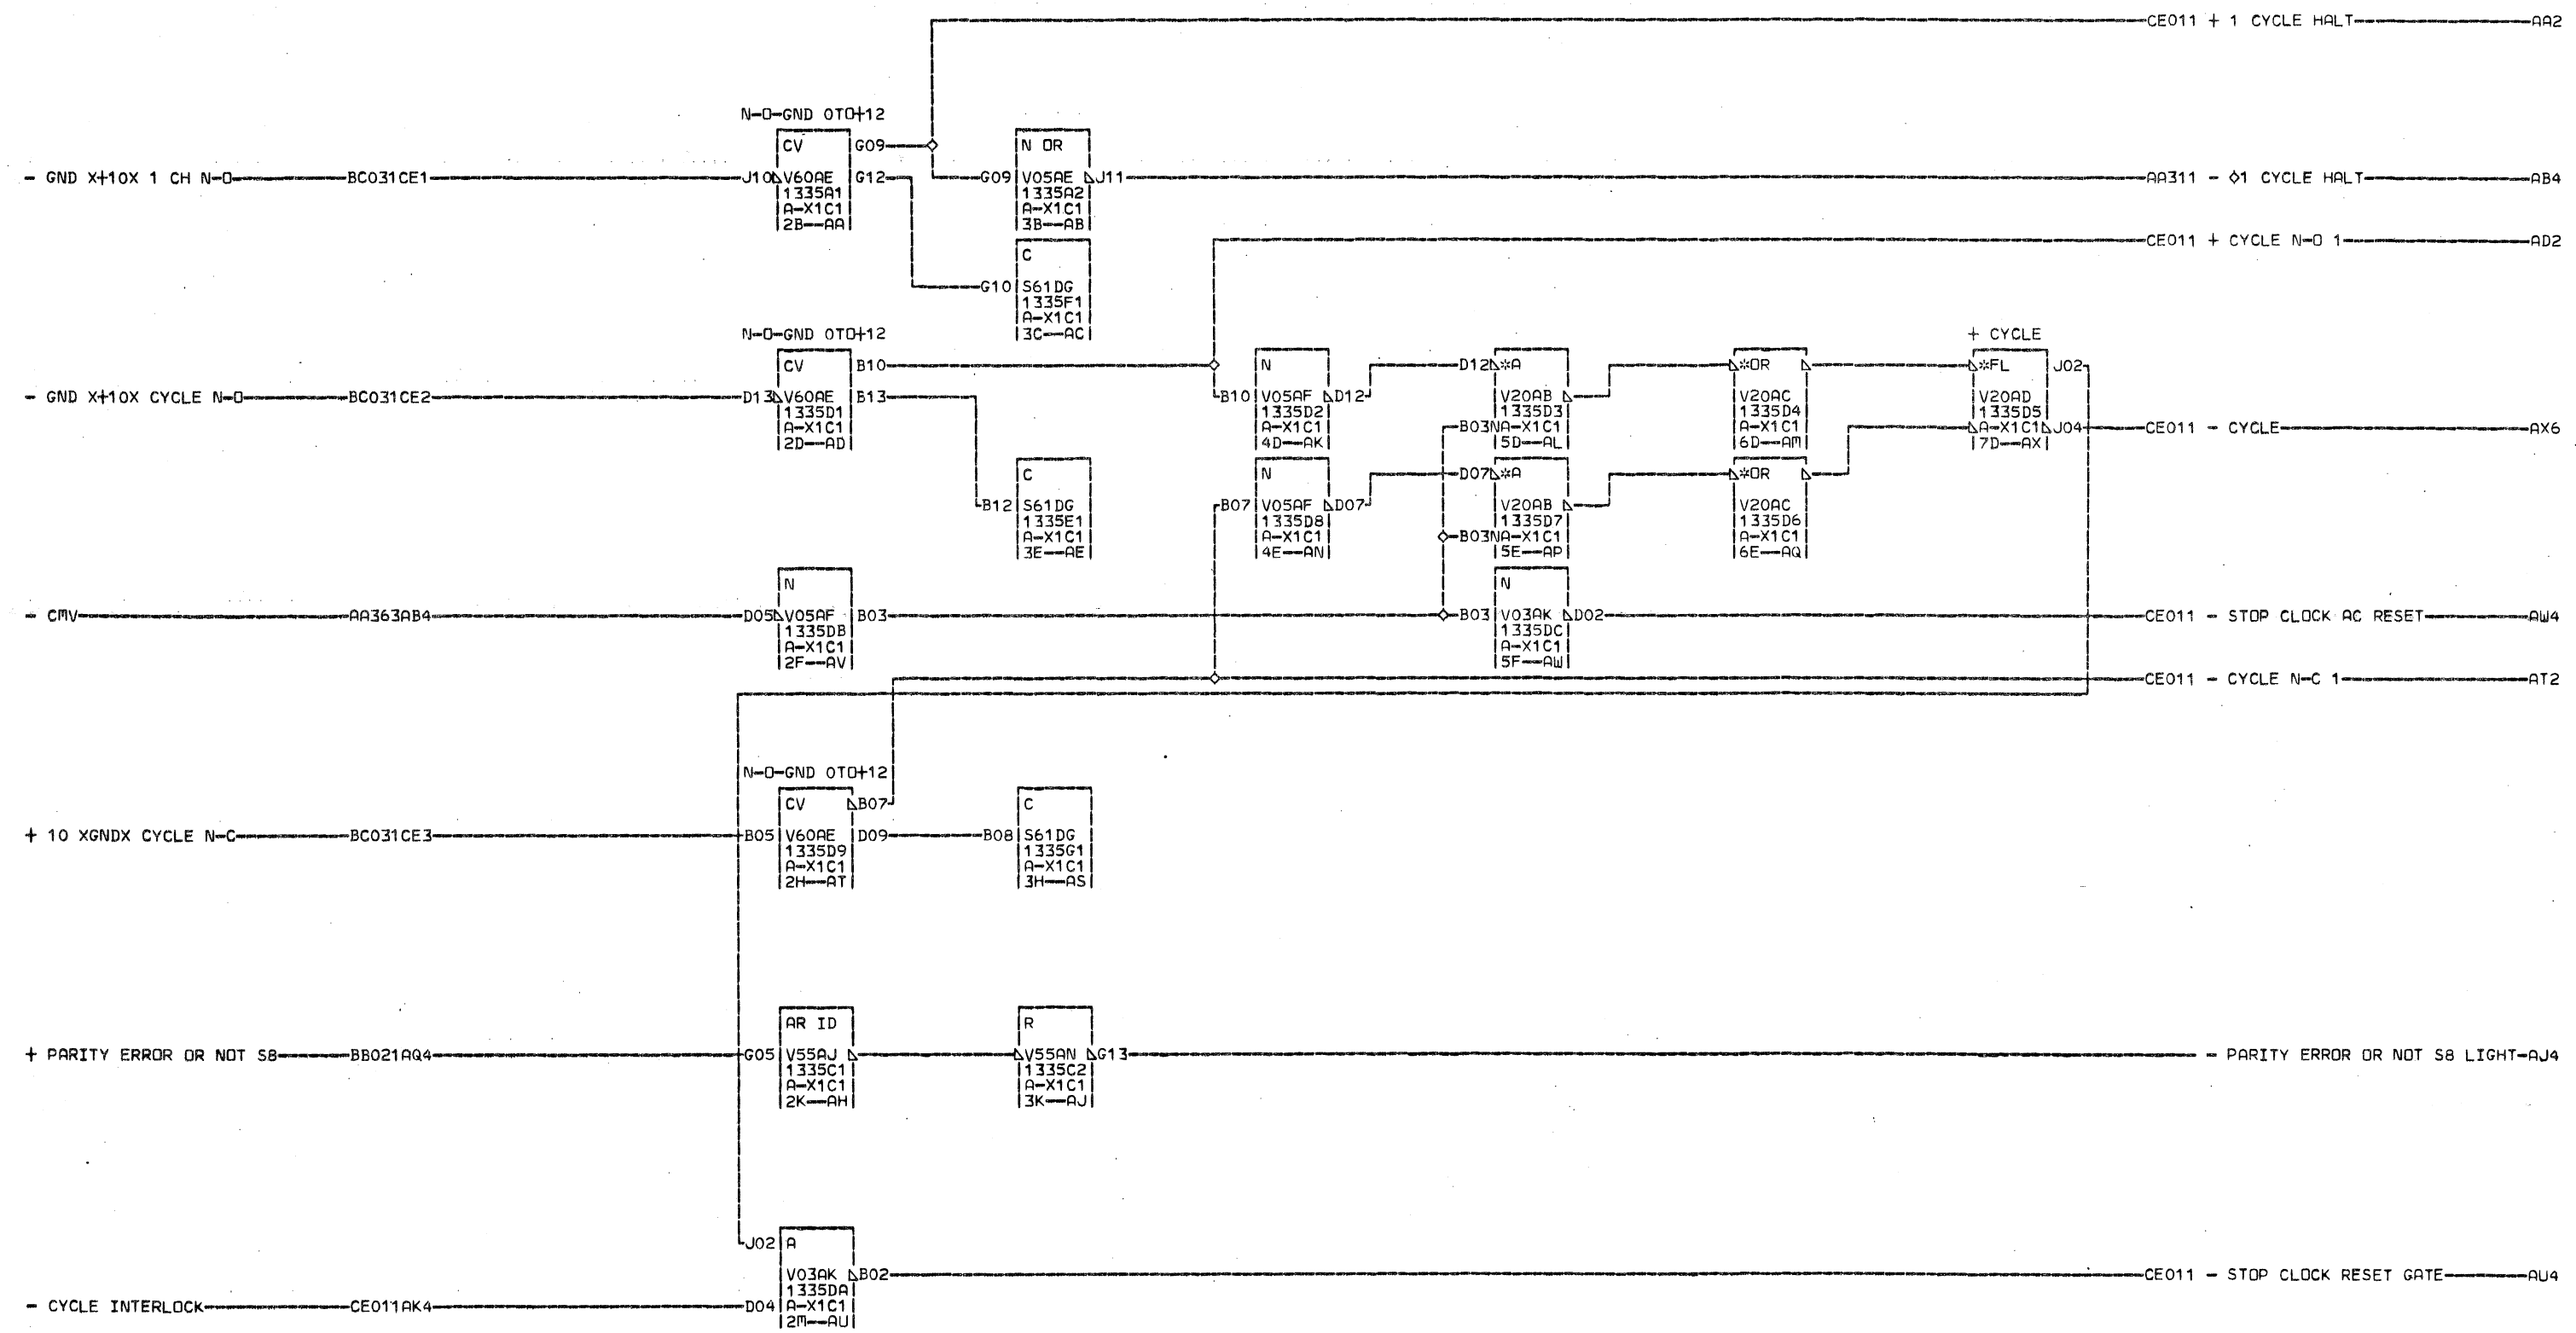 CE011 + 1 CYCLE HALT AA2
N-O-GND 0TO+12
CV G09 N OR
- GND X+10X 1 CH N-O BC031CE1 J10 V60AE G12 G09 V05AE J11 AA311 - ◊1 CYCLE HALT AB4
1335A1 1335A2
A-X1C1 A-X1C1
2B--AA 3B--AB
CE011 + CYCLE N-O 1 AD2
C
G10 S61DG
1335F1
A-X1C1
3C--AC
N-O-GND 0TO+12 + CYCLE
CV B10 N D12 *A *OR *FL J02
- GND X+10X CYCLE N-O BC031CE2 D13 V60AE B13 B10 V05AF D12 V20AB V20AC V20AD
1335D1 1335D2 1335D3 1335D4 1335D5
A-X1C1 A-X1C1 B03 NA-X1C1 A-X1C1 A-X1C1 J04 CE011 - CYCLE AX6
2D--AD 4D--AK 5D--AL 6D--AM 7D--AX
C N D07 *A *OR
B12 S61DG B07 V05AF D07 V20AB V20AC
1335E1 1335D8 1335D7 1335D6
A-X1C1 A-X1C1 B03 NA-X1C1 A-X1C1
3E--AE 4E--AN 5E--AP 6E--AQ
N N
- CMV AA363AB4 D05 V05AF B03 B03 V03AK D02 CE011 - STOP CLOCK AC RESET AW4
1335DB 1335DC
A-X1C1 A-X1C1
2F--AV 5F--AW
CE011 - CYCLE N-C 1 AT2
N-O-GND 0TO+12
CV B07 C
+ 10 XGNDX CYCLE N-C BC031CE3 B05 V60AE D09 B08 S61DG
1335D9 1335G1
A-X1C1 A-X1C1
2H--AT 3H--AS
AR ID R
+ PARITY ERROR OR NOT S8 BB021AQ4 G05 V55AJ V55AN G13 - PARITY ERROR OR NOT S8 LIGHT-AJ4
1335C1 1335C2
A-X1C1 A-X1C1
2K--AH 3K--AJ
J02 A
V03AK B02 CE011 - STOP CLOCK RESET GATE AU4
1335DA
- CYCLE INTERLOCK CE011AK4 D04 A-X1C1
2M--AU